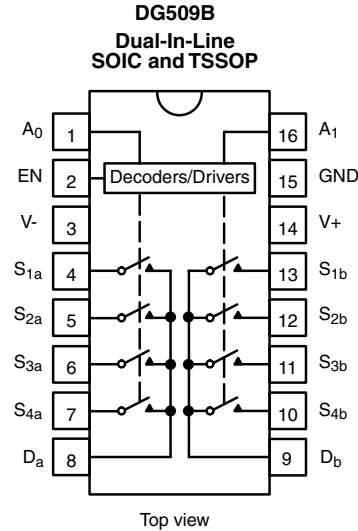 DG509B
Dual-In-Line
SOIC and TSSOP
A0 1 16 A1
EN 2 Decoders/Drivers 15 GND
V- 3 14 V+
S1a 4 13 S1b
S2a 5 12 S2b
S3a 6 11 S3b
S4a 7 10 S4b
Da 8 9 Db
Top view